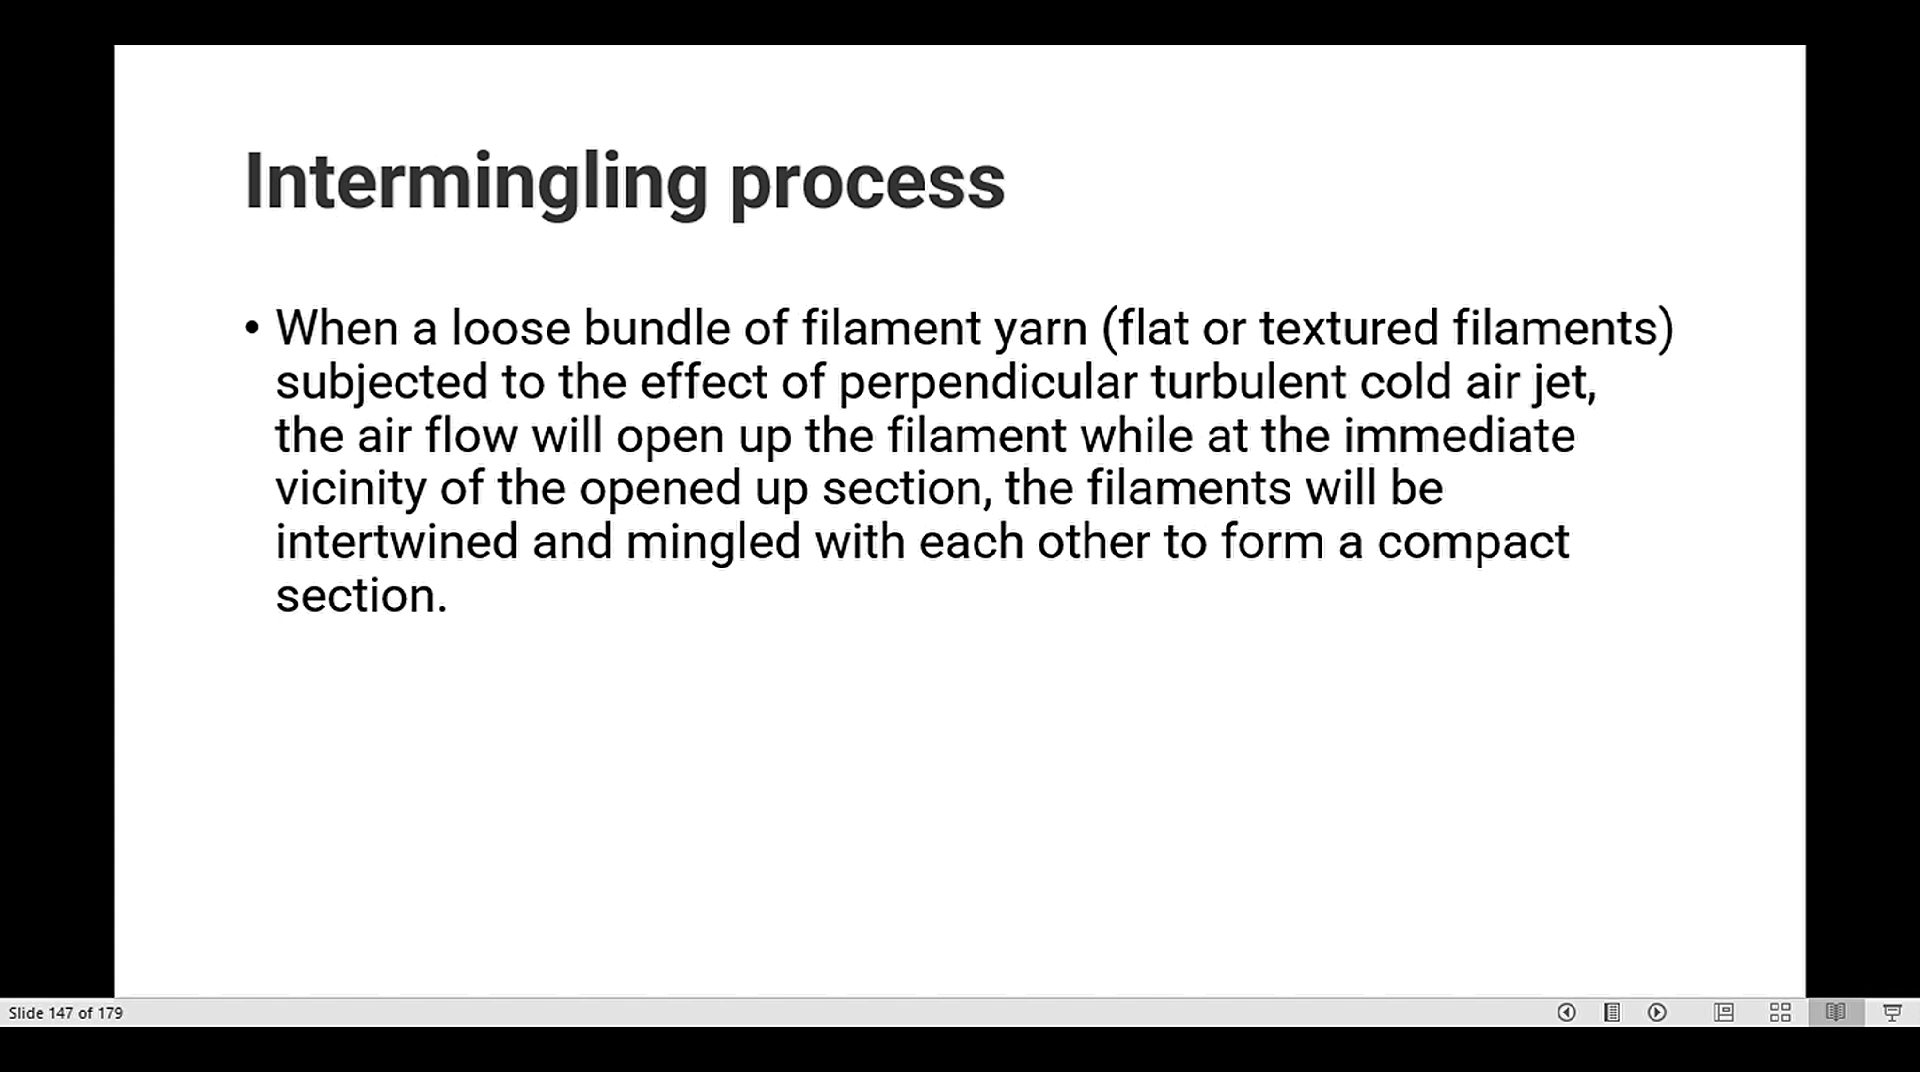 Intermingling process
• When a loose bundle of filament yarn (flat or textured filaments)
subjected to the effect of perpendicular turbulent cold air jet,
the air flow will open up the filament while at the immediate
vicinity of the opened up section, the filaments will be
intertwined and mingled with each other to form a compact
section.
Slide 147 of 179